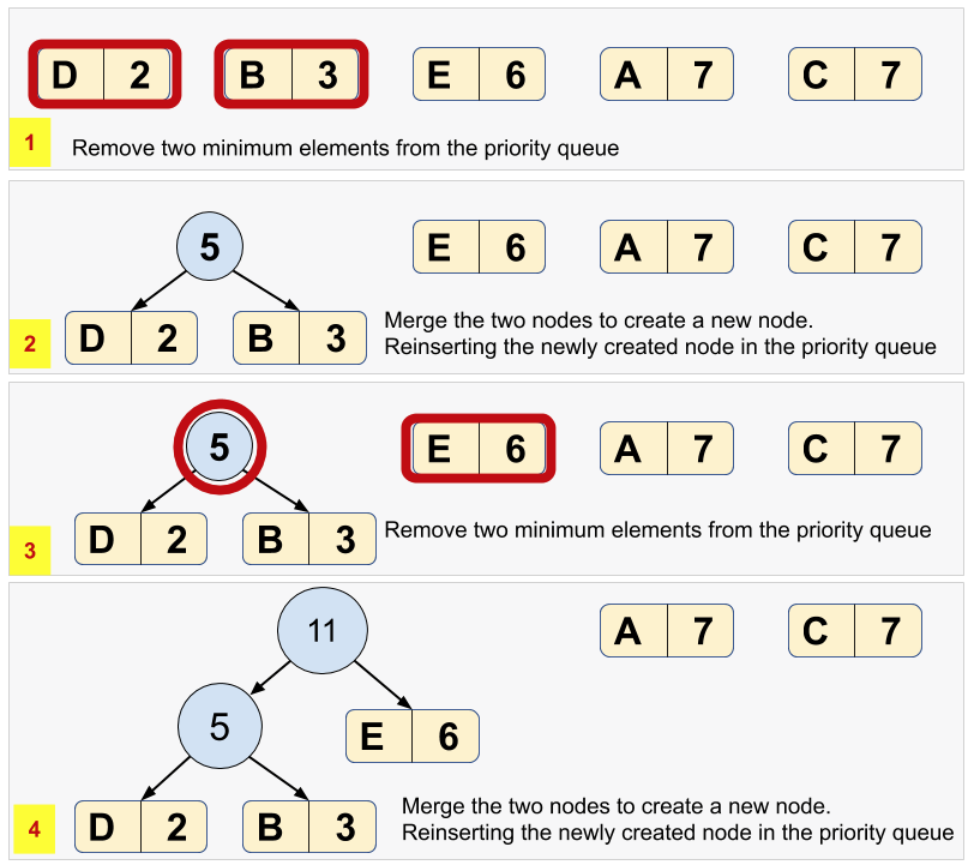 D 2 B 3 E 6 A 7 C 7
1 Remove two minimum elements from the priority queue
5 E 6 A 7 C 7
D 2 B 3 Merge the two nodes to create a new node.
2 Reinserting the newly created node in the priority queue
5 E 6 A 7 C 7
D 2 B 3 Remove two minimum elements from the priority queue
3
11 A 7 C 7
5 E 6
D 2 B 3 Merge the two nodes to create a new node.
4 Reinserting the newly created node in the priority queue